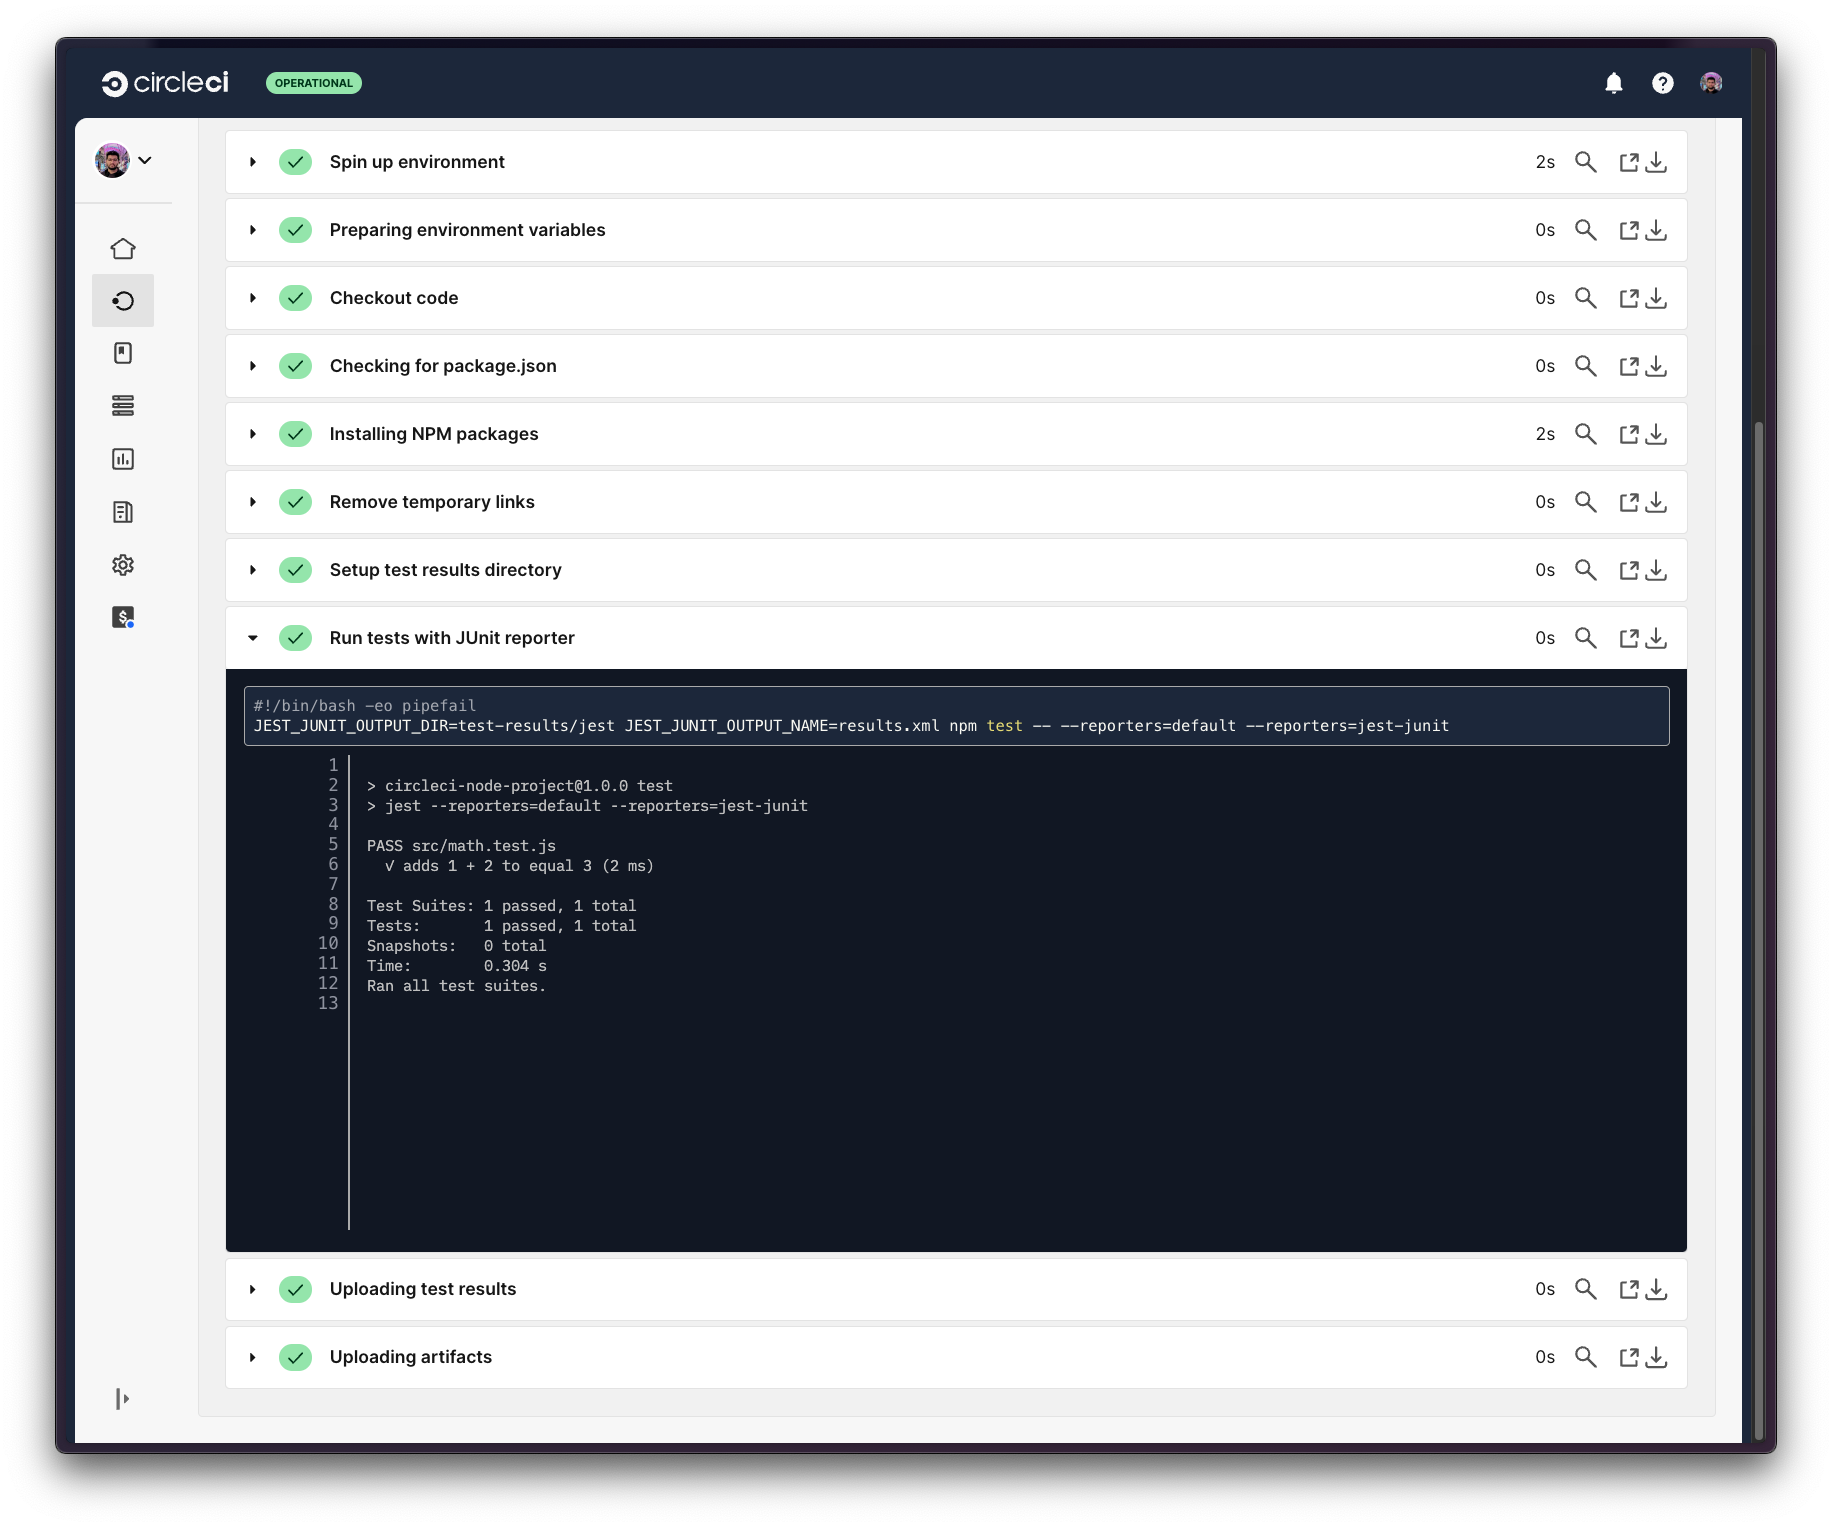 circleci OPERATIONAL
Spin up environment 2s
Preparing environment variables 0s
Checkout code 0s
Checking for package.json 0s
Installing NPM packages 2s
Remove temporary links 0s
Setup test results directory 0s
Run tests with JUnit reporter 0s
#!/bin/bash -eo pipefail
JEST_JUNIT_OUTPUT_DIR=test-results/jest JEST_JUNIT_OUTPUT_NAME=results.xml npm test -- --reporters=default --reporters=jest-junit
1
2 > circleci-node-project@1.0.0 test
3 > jest --reporters=default --reporters=jest-junit
4
5 PASS src/math.test.js
6 √ adds 1 + 2 to equal 3 (2 ms)
7
8 Test Suites: 1 passed, 1 total
9 Tests: 1 passed, 1 total
10 Snapshots: 0 total
11 Time: 0.304 s
12 Ran all test suites.
13
Uploading test results 0s
Uploading artifacts 0s